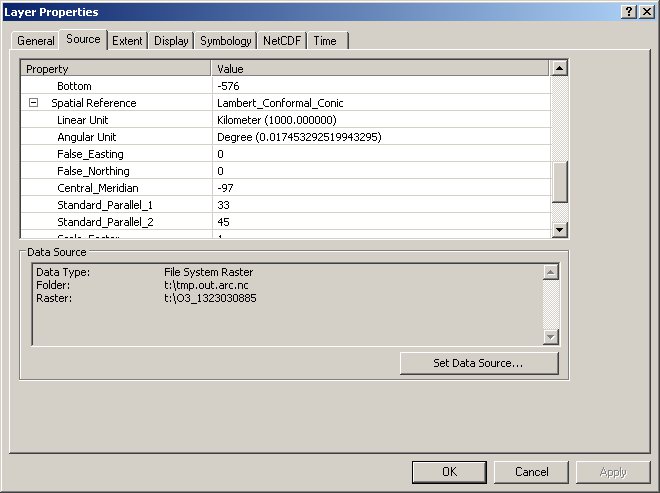 Layer Properties
General Source Extent Display Symbology NetCDF Time
Property Value
Bottom -576
Spatial Reference Lambert_Conformal_Conic
Linear Unit Kilometer (1000.000000)
Angular Unit Degree (0.017453292519943295)
False_Easting 0
False_Northing 0
Central_Meridian -97
Standard_Parallel_1 33
Standard_Parallel_2 45
Scale_Factor 1
Data Source
Data Type: File System Raster
Folder: t:\tmp.out.arc.nc
Raster: t:\O3_1323030885
Set Data Source...
OK Cancel Apply